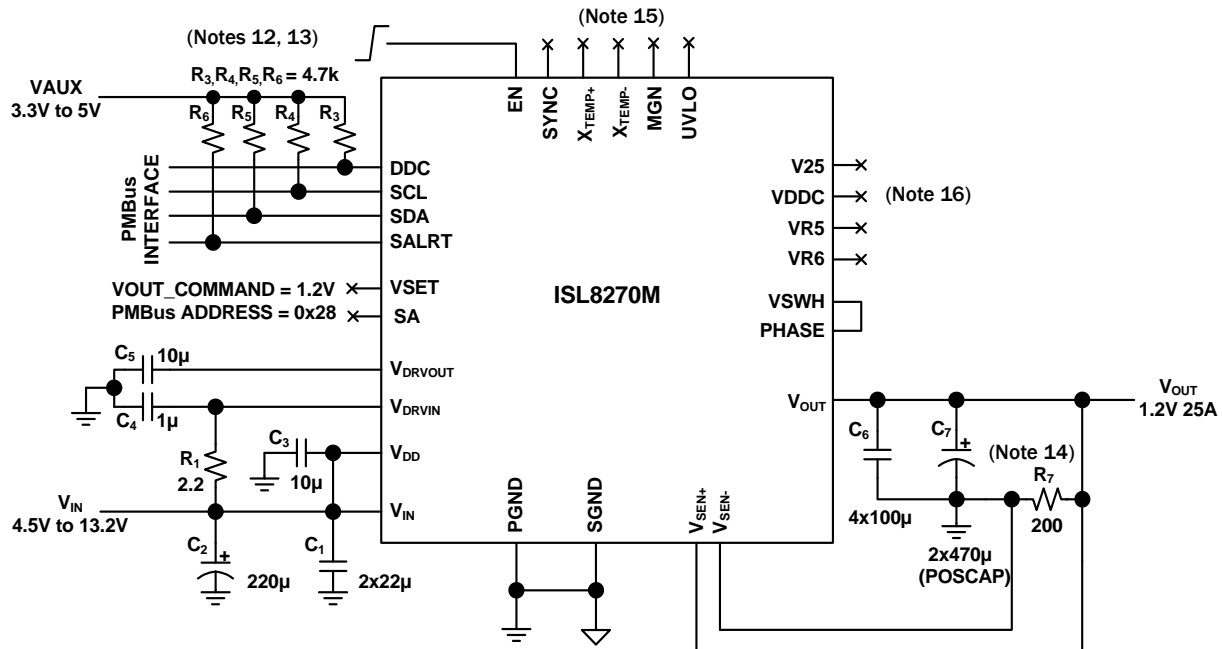 (Note 15)
(Notes 12, 13)
R3,R4,R5,R6 = 4.7k
VAUX
3.3V to 5V
R6
R5
R4
R3
EN
SYNC
XTEMP+
XTEMP-
MGN
UVLO
PMBus
INTERFACE
DDC
SCL
SDA
SALRT
V25
VDDC
(Note 16)
VR5
VR6
ISL8270M
VOUT_COMMAND = 1.2V
VSET
PMBus ADDRESS = 0x28
SA
VSWH
PHASE
C5
10µ
VDRVOUT
C4
1µ
VDRVIN
VOUT
VOUT
1.2V 25A
R1
2.2
C3
10µ
VDD
C6
C7
+
(Note 14)
R7
200
VIN
4.5V to 13.2V
VIN
PGND
SGND
VSEN+
VSEN-
4x100µ
2x470µ
(POSCAP)
C2
+
220µ
C1
2x22µ